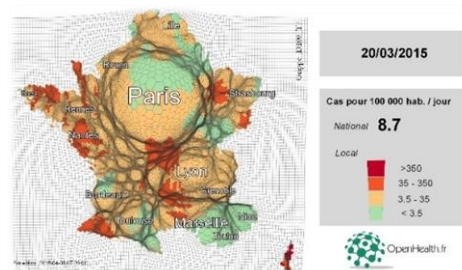 Lille
Rouen
Paris
Strasbourg
Rennes
Nantes
Lyon
Grenoble
Bordeaux
Toulouse
Marseille
Nice
Toulon
20/03/2015
Cas pour 100 000 hab. / jour
National 8.7
Local
>350
35 - 350
3.5 - 35
< 3.5
OpenHealth.fr